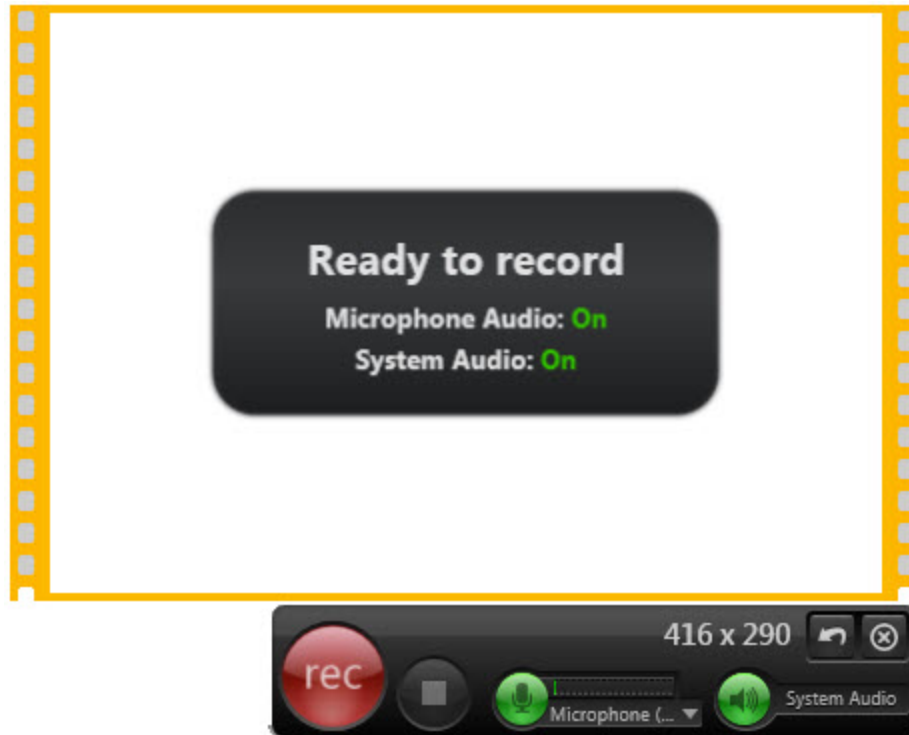 Ready to record
Microphone Audio: On
System Audio: On
416 x 290
rec
Microphone (...
System Audio